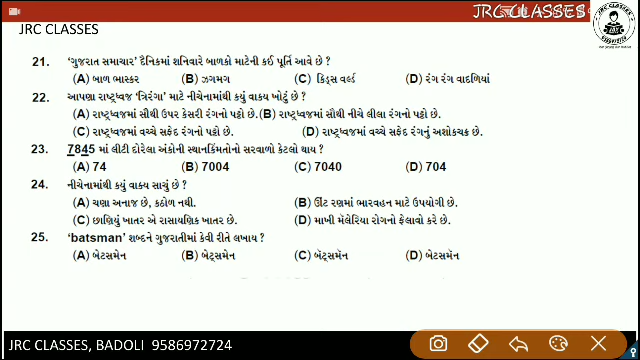 JRC CLASSES
JRC CLASSES
JRC CLASSES
21. ‘ગુજરાત સમાચાર’ દૈનિકમાં શનિવારે બાળકો માટેની કઈ પૂર્તિ આવે છે ?
(A) બાળ ભાસ્કર (B) ઝગમગ (C) કિડ્સ વર્લ્ડ (D) રંગ રંગ વાદળિયાં
22. આપણા રાષ્ટ્રધ્વજ ‘ત્રિરંગા’ માટે નીચેનામાંથી કયું વાક્ય ખોટું છે ?
(A) રાષ્ટ્રધ્વજમાં સૌથી ઉપર કેસરી રંગનો પટ્ટો છે. (B) રાષ્ટ્રધ્વજમાં સૌથી નીચે લીલા રંગનો પટ્ટો છે.
(C) રાષ્ટ્રધ્વજમાં વચ્ચે સફેદ રંગનો પટ્ટો છે. (D) રાષ્ટ્રધ્વજમાં વચ્ચે સફેદ રંગનું અશોકચક્ર છે.
23. 7845 માં લીટી દોરેલા અંકોની સ્થાનકિંમતોનો સરવાળો કેટલો થાય ?
(A) 74 (B) 7004 (C) 7040 (D) 704
24. નીચેનામાંથી કયું વાક્ય સાચું છે ?
(A) ચણા અનાજ છે, કઠોળ નથી. (B) ઊંટ રણમાં ભારવહન માટે ઉપયોગી છે.
(C) છાણિયું ખાતર એ રાસાયણિક ખાતર છે. (D) માખી મૅલેરિયા રોગનો ફેલાવો કરે છે.
25. ‘batsman’ શબ્દને ગુજરાતીમાં કેવી રીતે લખાય ?
(A) બેટસમેન (B) બેટ્સમેન (C) બૅટ્સમૅન (D) બેટસમૅન
JRC CLASSES, BADOLI 9586972724